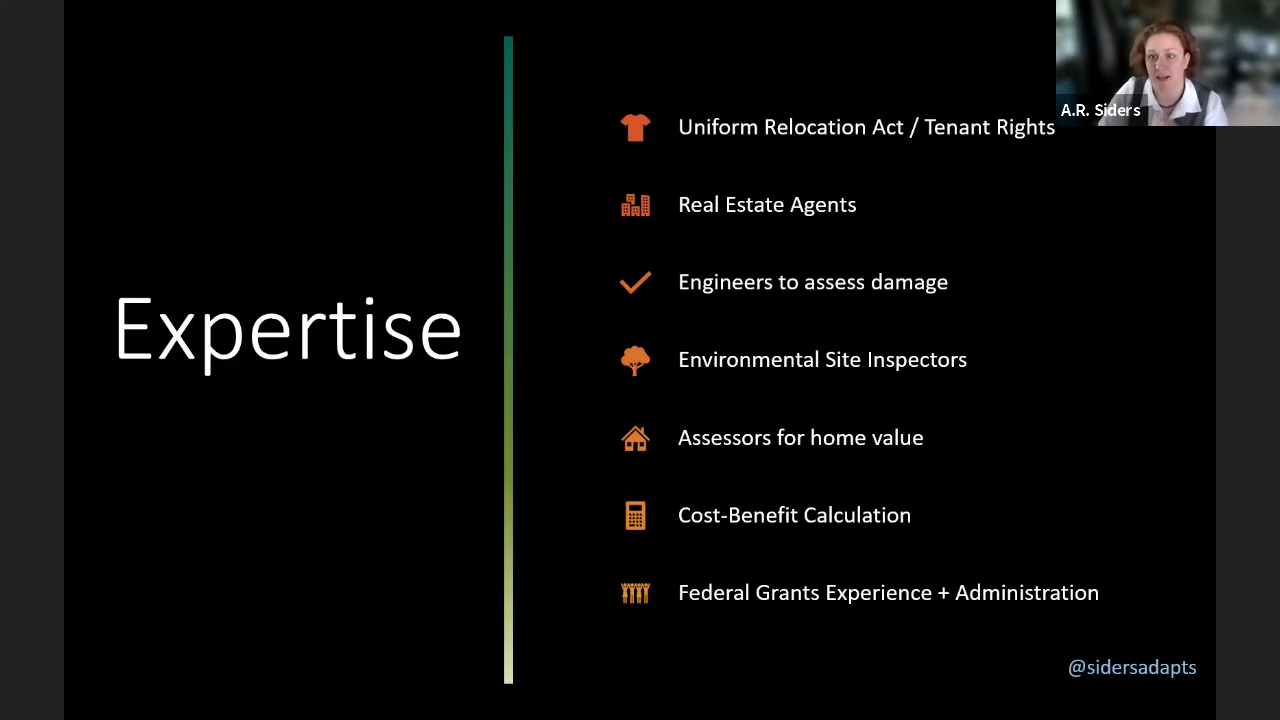 A.R. Siders
Expertise
Uniform Relocation Act / Tenant Rights
Real Estate Agents
Engineers to assess damage
Environmental Site Inspectors
Assessors for home value
Cost-Benefit Calculation
Federal Grants Experience + Administration
@sidersadapts